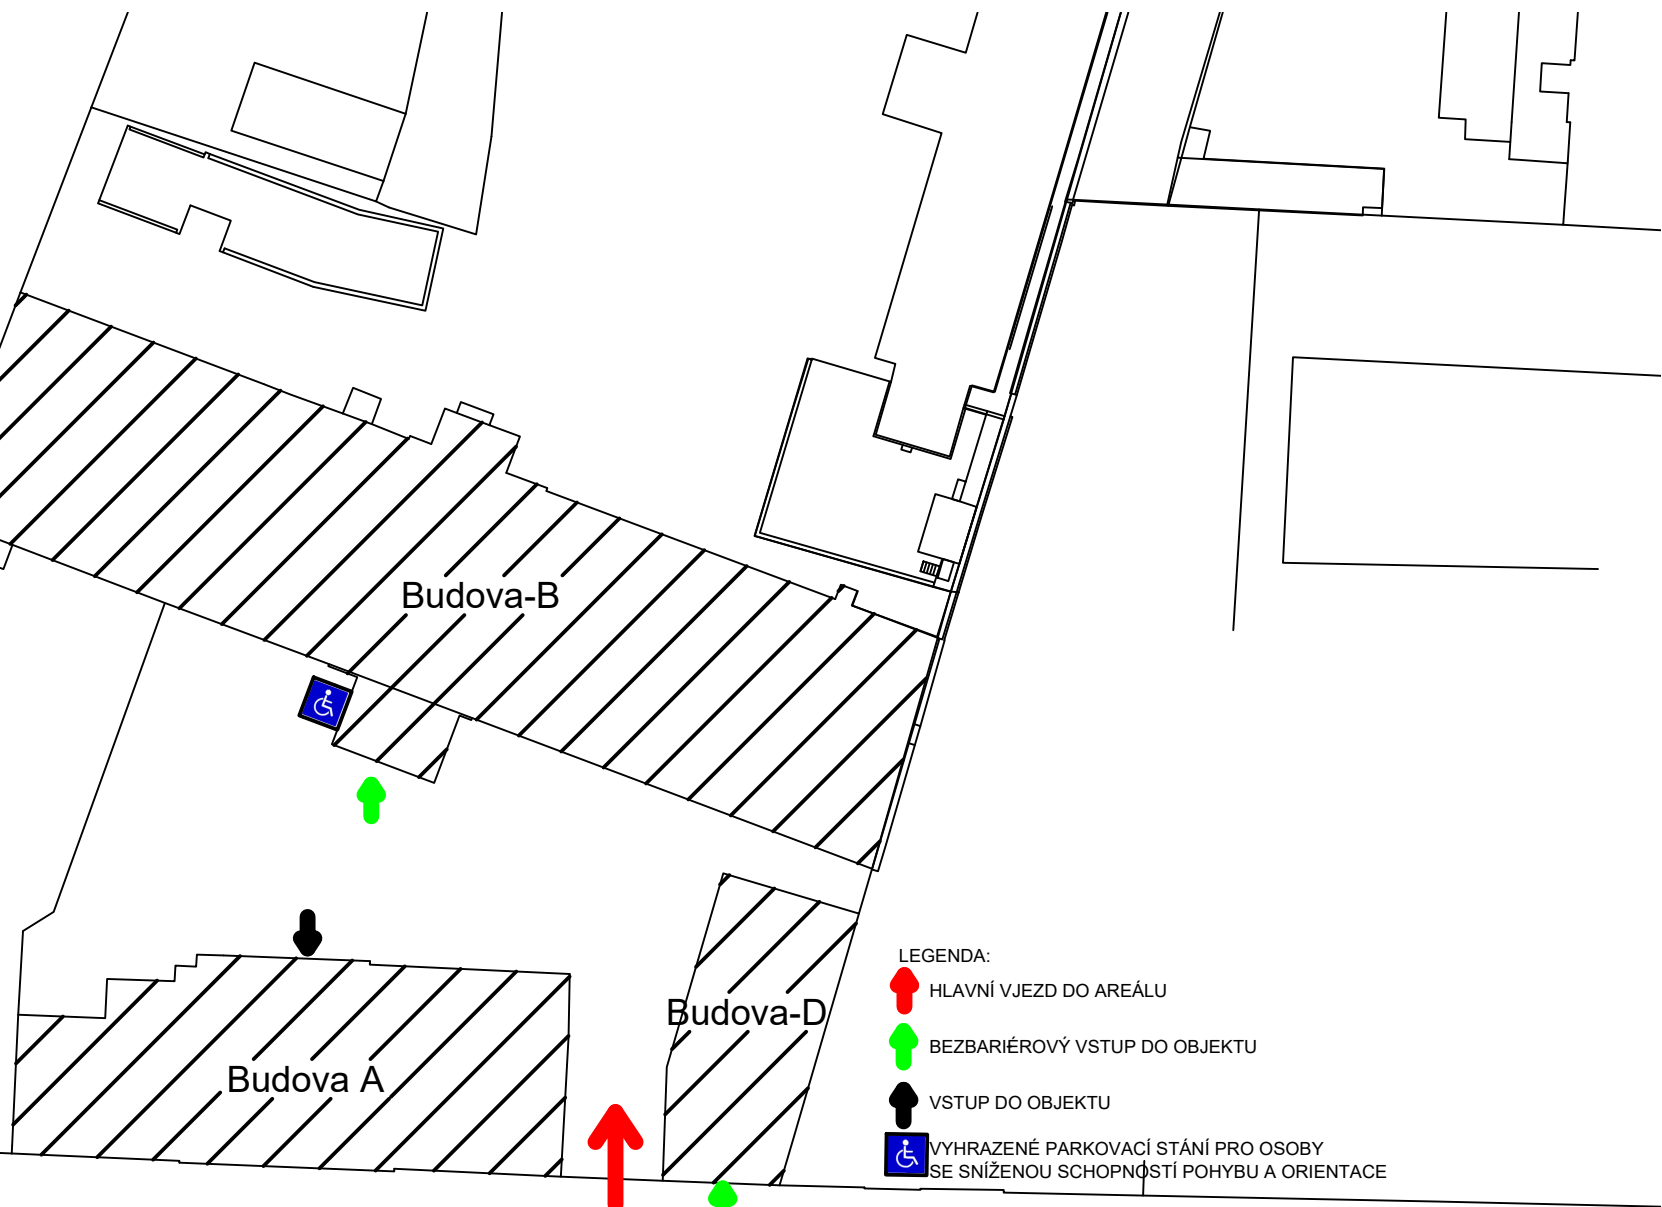 Budova-B
Budova A
Budova-D
LEGENDA:
HLAVNÍ VJEZD DO AREÁLU
BEZBARIÉROVÝ VSTUP DO OBJEKTU
VSTUP DO OBJEKTU
VYHRAZENÉ PARKOVACÍ STÁNÍ PRO OSOBY
SE SNÍŽENOU SCHOPNOSTÍ POHYBU A ORIENTACE